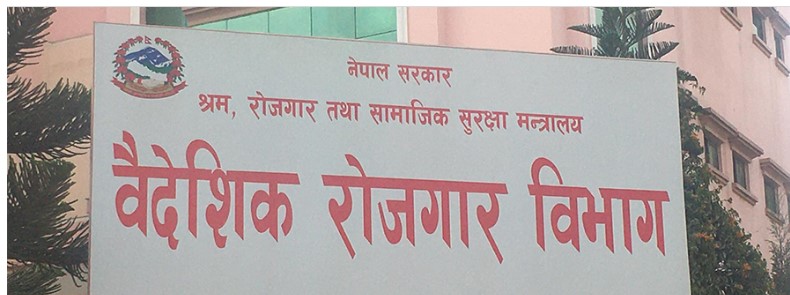 नेपाल सरकार
श्रम, रोजगार तथा सामाजिक सुरक्षा मन्त्रालय
वैदेशिक रोजगार विभाग